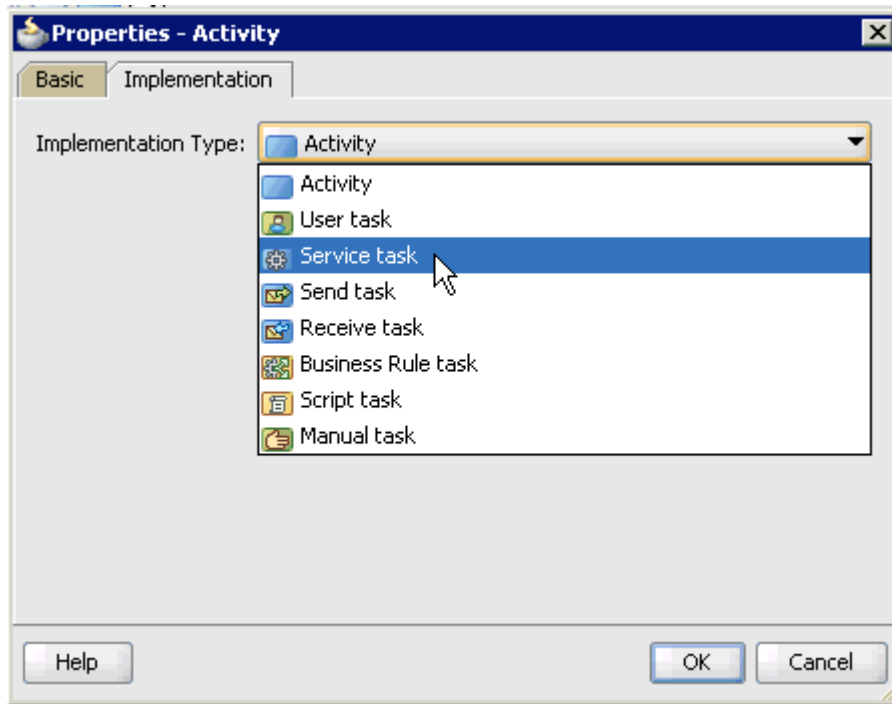 Properties - Activity
Basic Implementation
Implementation Type: Activity
Activity
User task
Service task
Send task
Receive task
Business Rule task
Script task
Manual task
Help OK Cancel